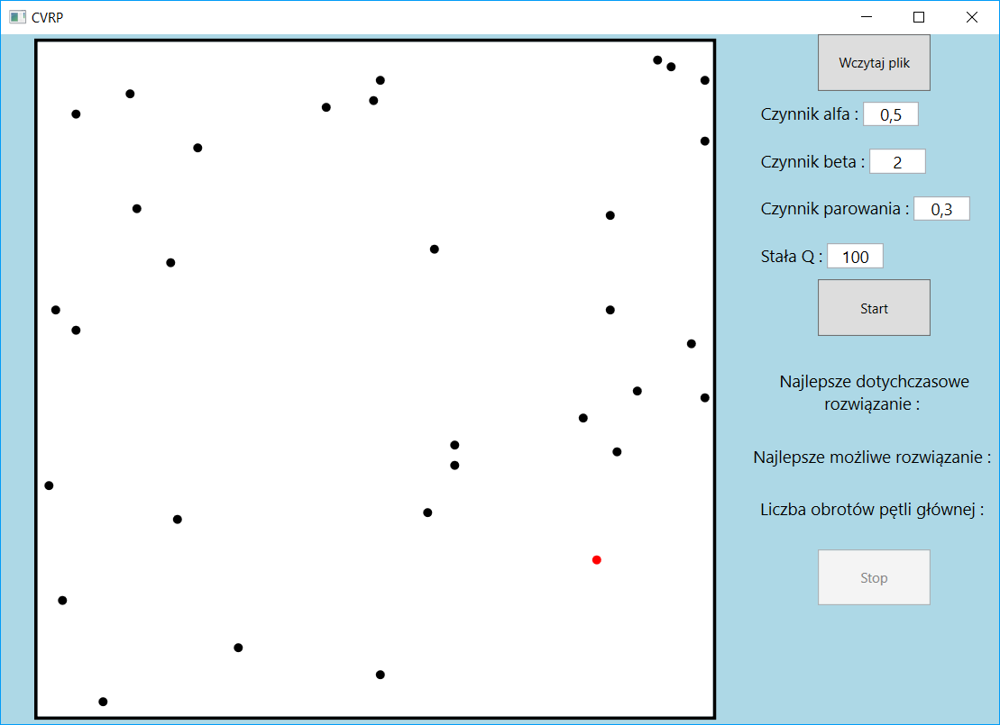 CVRP
Wczytaj plik
Czynnik alfa : 0,5
Czynnik beta : 2
Czynnik parowania : 0,3
Stała Q : 100
Start
Najlepsze dotychczasowe
rozwiązanie :
Najlepsze możliwe rozwiązanie :
Liczba obrotów pętli głównej :
Stop